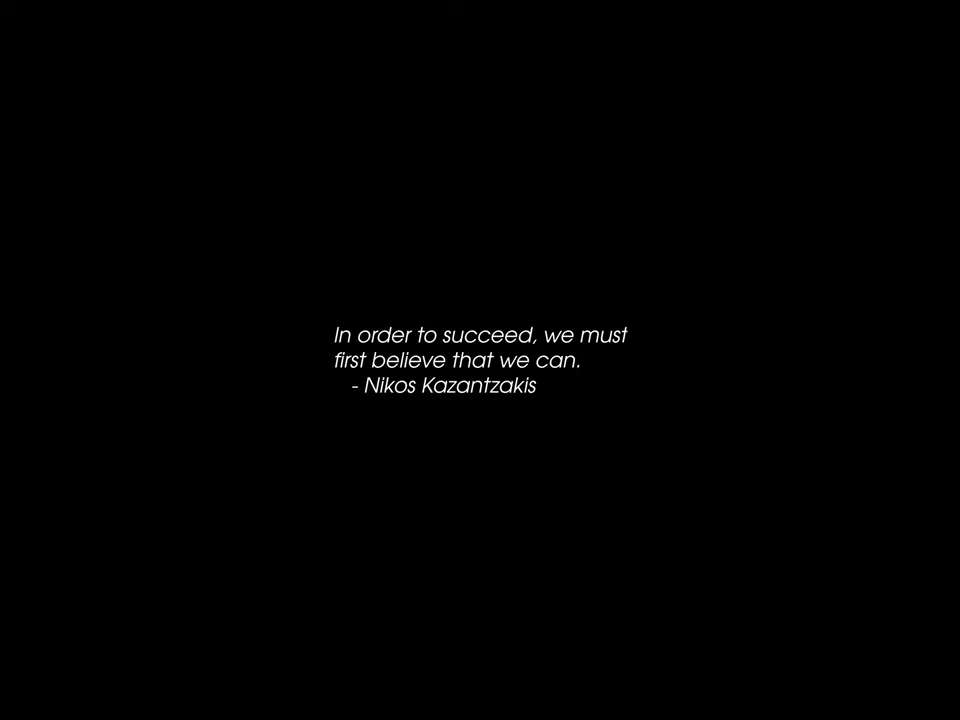 In order to succeed, we must
first believe that we can.
- Nikos Kazantzakis